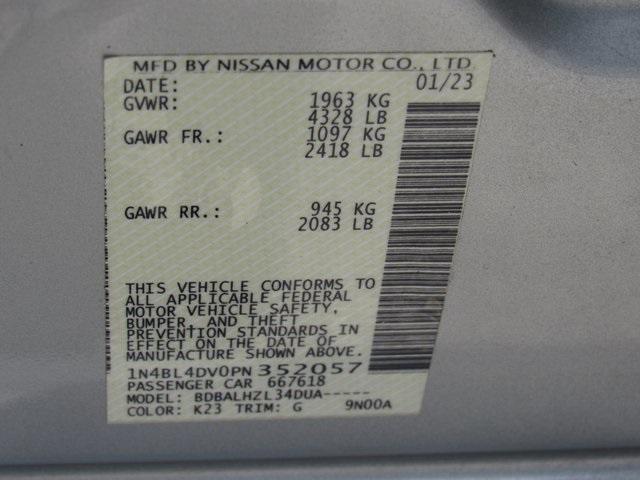 MFD BY NISSAN MOTOR CO., LTD
DATE: 01/23
GVWR: 1963 KG
4328 LB
GAWR FR.: 1097 KG
2418 LB
GAWR RR.: 945 KG
2083 LB
THIS VEHICLE CONFORMS TO
ALL APPLICABLE FEDERAL
MOTOR VEHICLE SAFETY,
BUMPER, AND THEFT
PREVENTION STANDARDS IN
EFFECT ON THE DATE OF
MANUFACTURE SHOWN ABOVE.
1N4BL4DV0PN352057
PASSENGER CAR 667618
MODEL: BDBALHZL34DUA-----
COLOR: K23 TRIM: G 9N00A